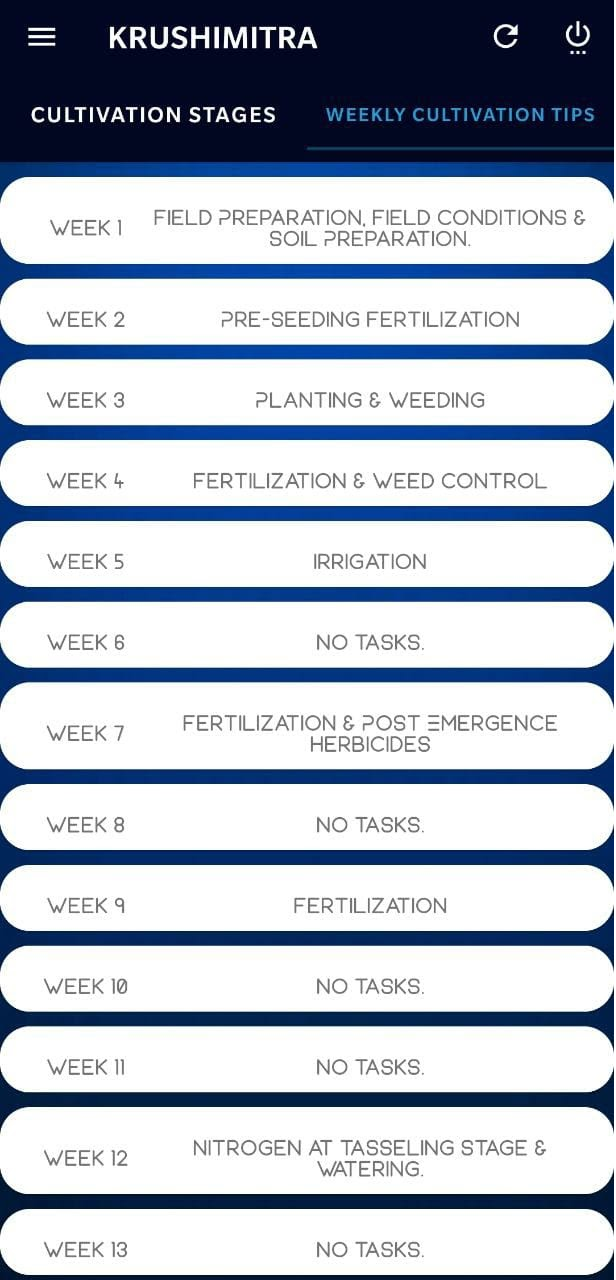 KRUSHIMITRA
CULTIVATION STAGES WEEKLY CULTIVATION TIPS
WEEK 1 FIELD PREPARATION, FIELD CONDITIONS &
SOIL PREPARATION.
WEEK 2 PRE-SEEDING FERTILIZATION
WEEK 3 PLANTING & WEEDING
WEEK 4 FERTILIZATION & WEED CONTROL
WEEK 5 IRRIGATION
WEEK 6 NO TASKS.
WEEK 7 FERTILIZATION & POST EMERGENCE
HERBICIDES
WEEK 8 NO TASKS.
WEEK 9 FERTILIZATION
WEEK 10 NO TASKS.
WEEK 11 NO TASKS.
WEEK 12 NITROGEN AT TASSELING STAGE &
WATERING.
WEEK 13 NO TASKS.